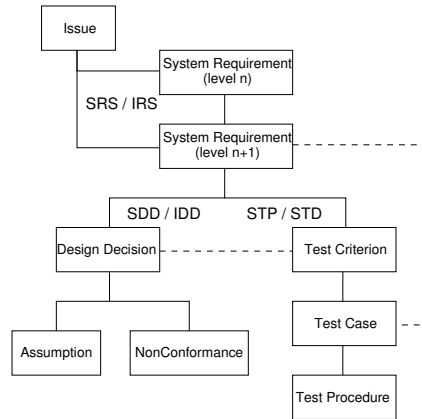 Issue
System Requirement
(level n)
SRS / IRS
System Requirement
(level n+1)
SDD / IDD
STP / STD
Design Decision
Test Criterion
Test Case
Assumption
NonConformance
Test Procedure